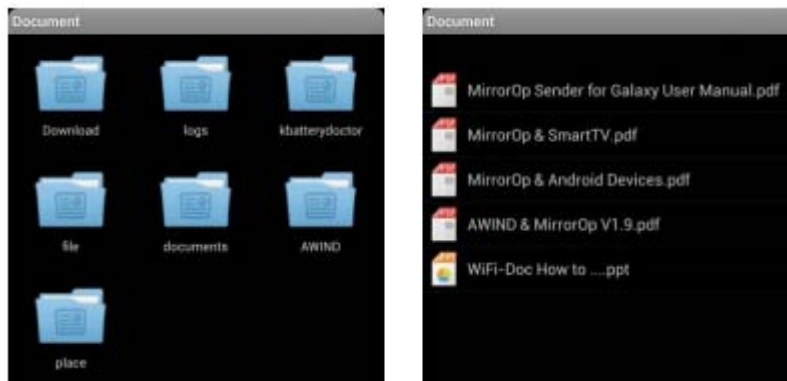 Document
Download
logs
kbatterydoctor
file
documents
AWIND
place
Document
MirrorOp Sender for Galaxy User Manual.pdf
MirrorOp & SmartTV.pdf
MirrorOp & Android Devices.pdf
AWIND & MirrorOp V1.9.pdf
WiFi-Doc How to ....ppt